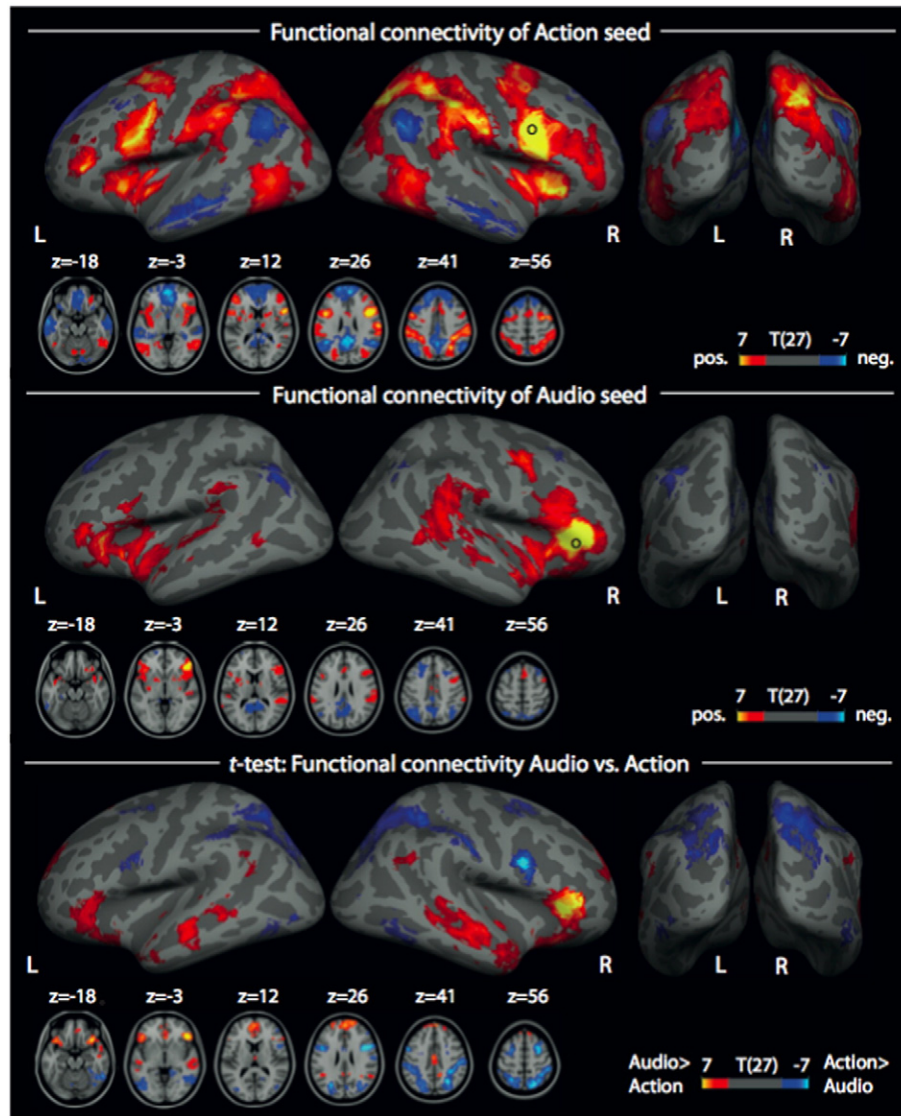 Functional connectivity of Action seed
L R L R
z=-18 z=-3 z=12 z=26 z=41 z=56
7 T(27) -7
pos. neg.
Functional connectivity of Audio seed
L R L R
z=-18 z=-3 z=12 z=26 z=41 z=56
7 T(27) -7
pos. neg.
t-test: Functional connectivity Audio vs. Action
L R L R
z=-18 z=-3 z=12 z=26 z=41 z=56
Audio> 7 T(27) -7 Action>
Action Audio